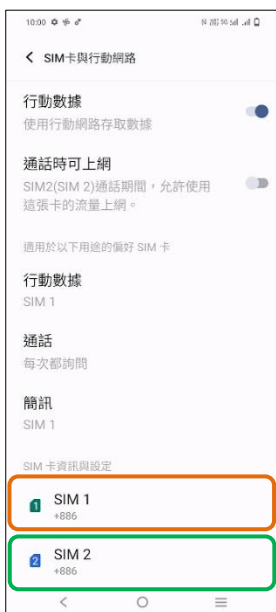 10:00
SIM卡與行動網路
行動數據
使用行動網路存取數據
通話時可上網
SIM2(SIM 2)通話期間，允許使用
這張卡的流量上網。
適用於以下用途的偏好 SIM 卡
行動數據
SIM 1
通話
每次都詢問
簡訊
SIM 1
SIM 卡資訊與設定
1 SIM 1
+886
2 SIM 2
+886